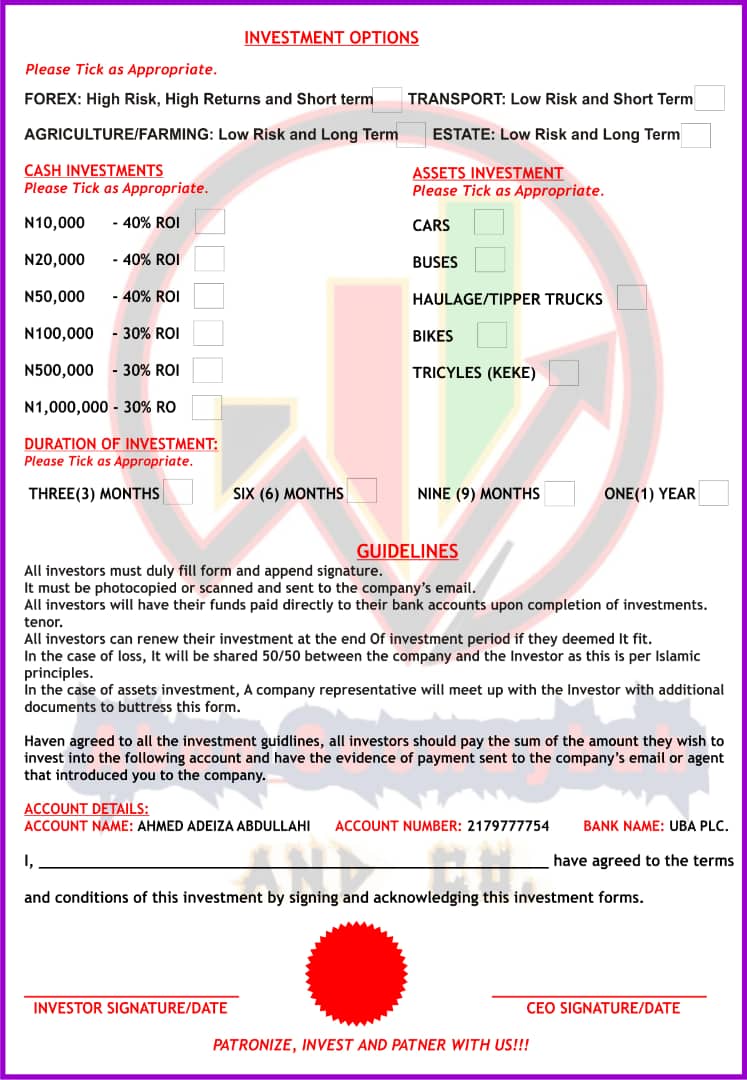 INVESTMENT OPTIONS
Please Tick as Appropriate.
FOREX: High Risk, High Returns and Short term TRANSPORT: Low Risk and Short Term
AGRICULTURE/FARMING: Low Risk and Long Term ESTATE: Low Risk and Long Term
CASH INVESTMENTS
Please Tick as Appropriate.
N10,000 - 40% ROI
N20,000 - 40% ROI
N50,000 - 40% ROI
N100,000 - 30% ROI
N500,000 - 30% ROI
N1,000,000 - 30% RO
ASSETS INVESTMENT
Please Tick as Appropriate.
CARS
BUSES
HAULAGE/TIPPER TRUCKS
BIKES
TRICYLES (KEKE)
DURATION OF INVESTMENT:
Please Tick as Appropriate.
THREE(3) MONTHS SIX (6) MONTHS NINE (9) MONTHS ONE(1) YEAR
GUIDELINES
All investors must duly fill form and append signature.
It must be photocopied or scanned and sent to the company's email.
All investors will have their funds paid directly to their bank accounts upon completion of investments.
tenor.
All investors can renew their investment at the end Of investment period if they deemed It fit.
In the case of loss, It will be shared 50/50 between the company and the Investor as this is per Islamic
principles.
In the case of assets investment, A company representative will meet up with the Investor with additional
documents to buttress this form.
Haven agreed to all the investment guidlines, all investors should pay the sum of the amount they wish to
invest into the following account and have the evidence of payment sent to the company's email or agent
that introduced you to the company.
ACCOUNT DETAILS:
ACCOUNT NAME: AHMED ADEIZA ABDULLAHI ACCOUNT NUMBER: 2179777754 BANK NAME: UBA PLC.
I, have agreed to the terms
AND CO.
and conditions of this investment by signing and acknowledging this investment forms.
INVESTOR SIGNATURE/DATE CEO SIGNATURE/DATE
PATRONIZE, INVEST AND PATNER WITH US!!!